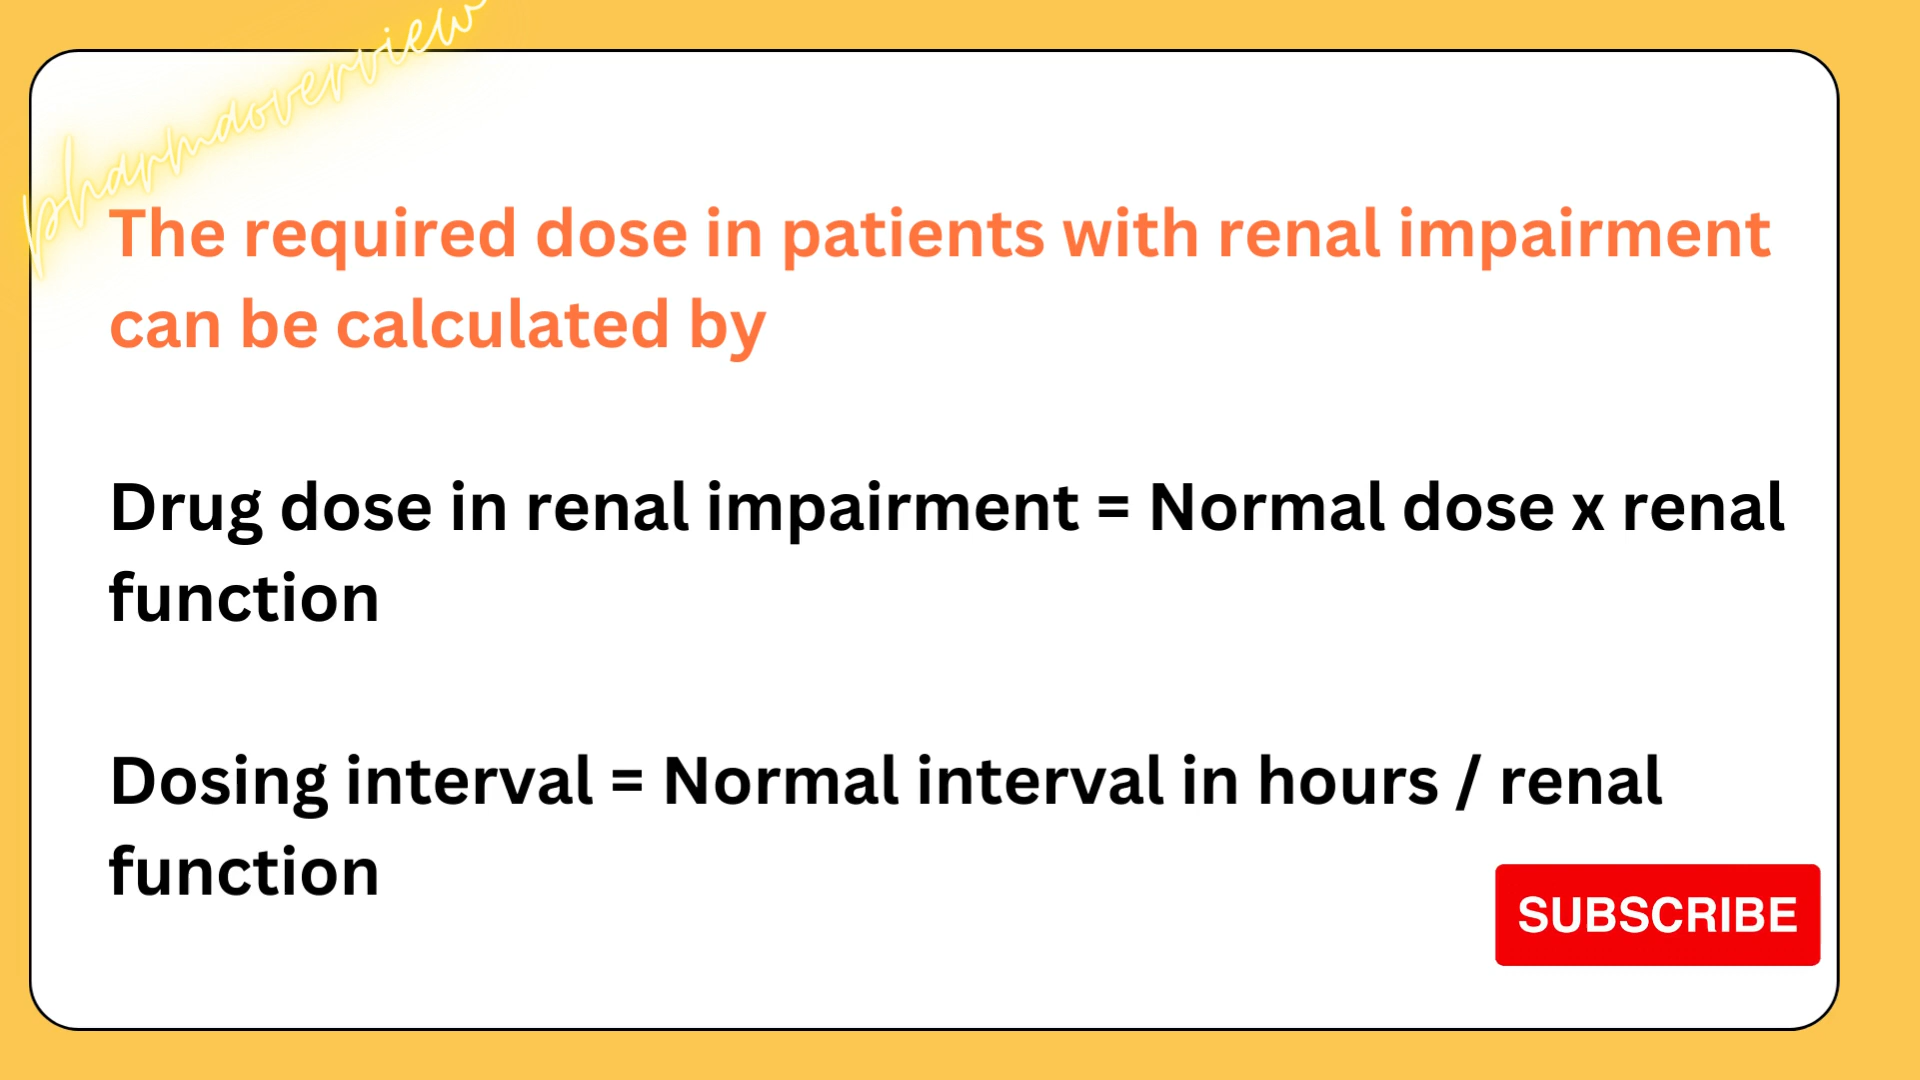 pharmdoverview
The required dose in patients with renal impairment
can be calculated by
Drug dose in renal impairment = Normal dose x renal
function
Dosing interval = Normal interval in hours / renal
function
SUBSCRIBE